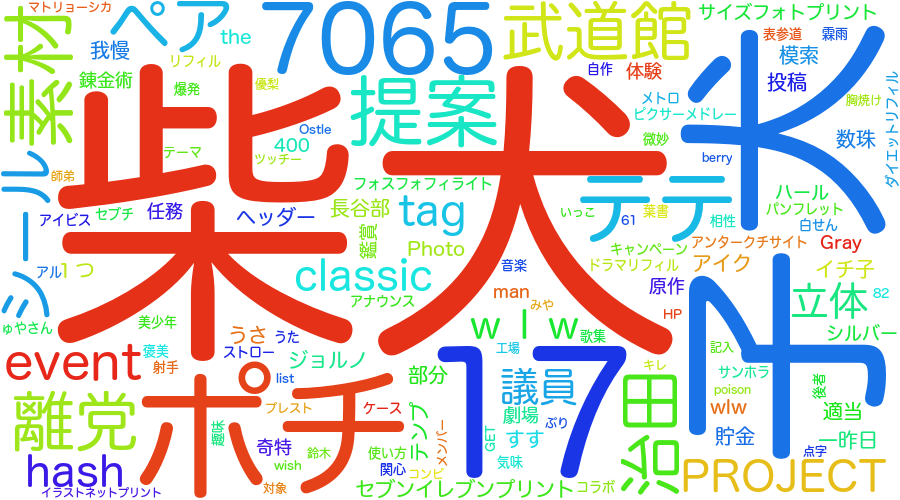 マトリョーシカ
ペア
the
7065
武道館
サイズフォトプリント
素材
我慢
リフィル
錬金術
優梨
爆発
柴犬
提案
自作
体験
表参道
霖雨
模索
投稿
メトロ
胸焼け
ピクサーメドレー
微妙
数珠
ダイエットリフィル
400
Ostle
テーマ
ツッチー
berry
シール
師弟
フォスフォフィライト
テテ
ハール
パンフレット
白せん
アイビス
セブチ
任務
ヘッダー
長谷部
tag
いっこ
61
葉書
相性
鑑賞
Photo
キャンペーン
アンタークチサイト
Gray
アル
1つ
classic
音楽
ドラマリフィル
アイク
イチ子
アナウンス
man
みや
原作
立体
82
ゅやさん
美少年
うさ
うた
wlw
歌集
HP
シルバー
event
褒美
射手
ストロー
ジョルノ
17
工場
記入
list
議員
キレ
サンホラ
後者
ポチ
部分
poison
離党
プレスト
ケース
劇場
ぷり
沼田
wlw
適当
趣味
テンプ
メンバー
すす
GET
貯金
一昨日
奇特
鈴木
使い方
点字
hash
wish
関心
コンビ
気味
PROJECT
イラストネットプリント
対象
セブンイレブンプリント
コラボ